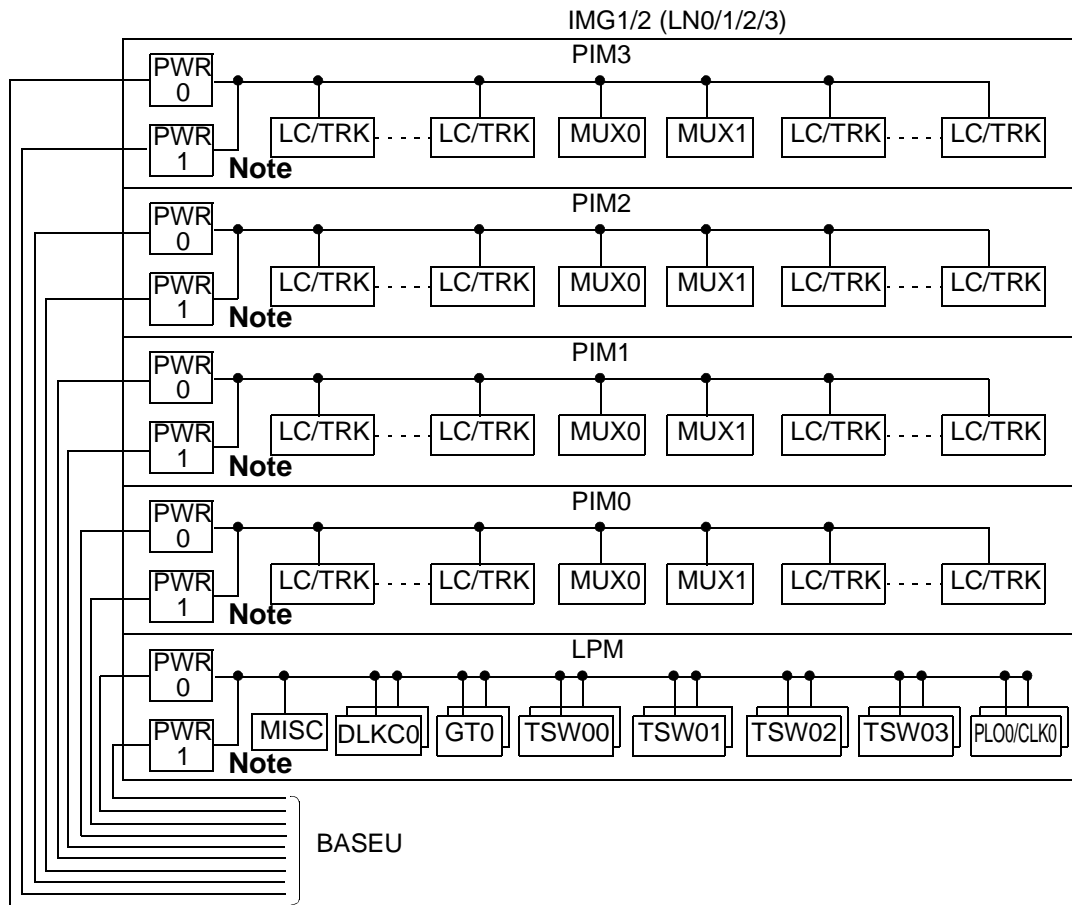 IMG1/2 (LN0/1/2/3)
PIM3
PWR
0
PWR
1
Note
LC/TRK
LC/TRK
MUX0
MUX1
LC/TRK
LC/TRK
PIM2
PWR
0
PWR
1
Note
LC/TRK
LC/TRK
MUX0
MUX1
LC/TRK
LC/TRK
PIM1
PWR
0
PWR
1
Note
LC/TRK
LC/TRK
MUX0
MUX1
LC/TRK
LC/TRK
PIM0
PWR
0
PWR
1
Note
LC/TRK
LC/TRK
MUX0
MUX1
LC/TRK
LC/TRK
LPM
PWR
0
PWR
1
Note
MISC
DLKC0
GT0
TSW00
TSW01
TSW02
TSW03
PLO0/CLK0
BASEU